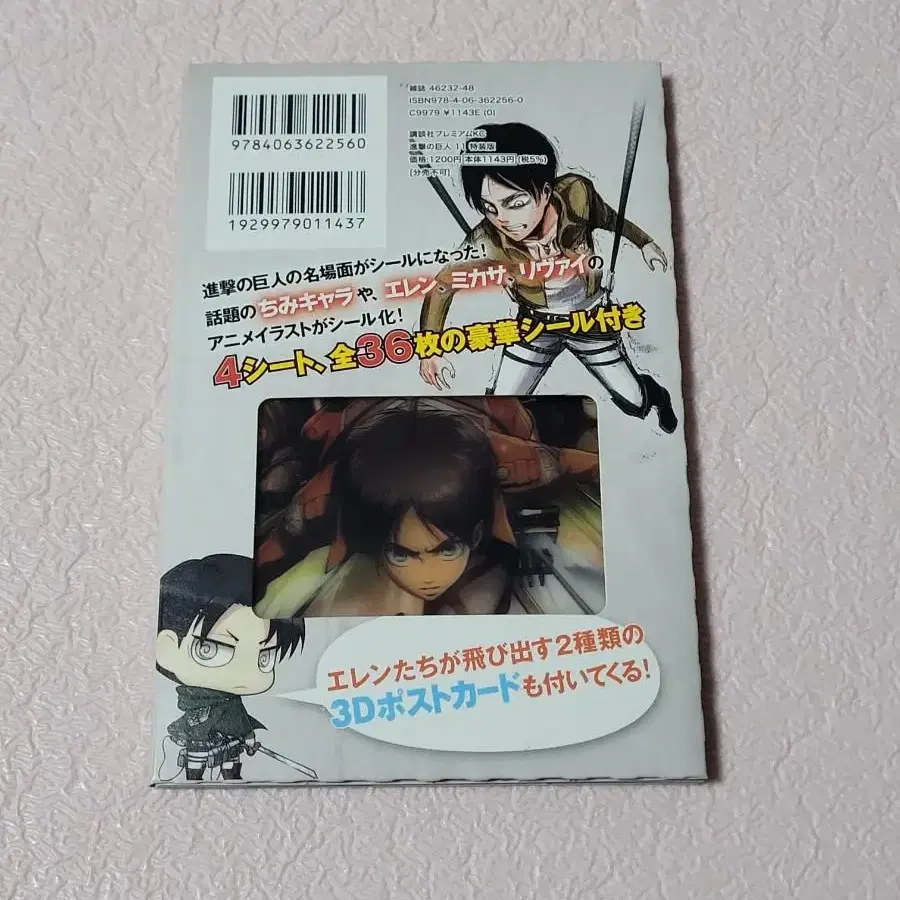 9784063622560
1929979011437
雑誌 46232-48
ISBN978-4-06-362256-0
C9979 ¥1143E (0)
講談社プレミアムKC
進撃の巨人 11 特装版
価格:1200円 本体1143円 (税5%)
[分売不可]
進撃の巨人の名場面がシールになった!
話題のちみキャラや、エレン、ミカサ、リヴァイの
アニメイラストがシール化!
4シート、全36枚の豪華シール付き
エレンたちが飛び出す2種類の
3Dポストカードも付いてくる!